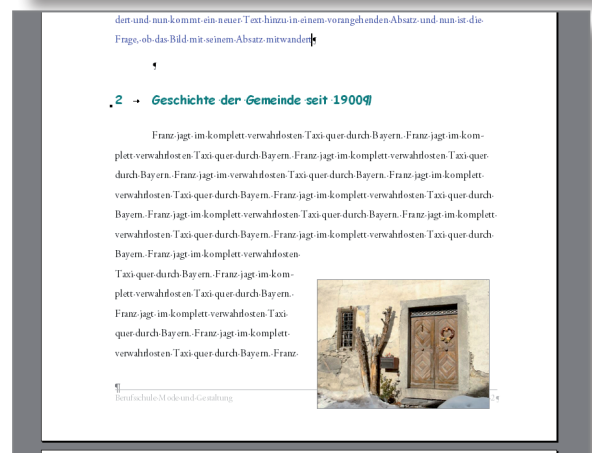 dert und nun kommt ein neuer Text hinzu in einem vorangehenden Absatz und nun ist die
Frage, ob das Bild mit seinem Absatz mitwandert¶
¶
2 → Geschichte der Gemeinde seit 1900¶
Franz jagt im komplett verwahrlosten Taxi quer durch Bayern. Franz jagt im kom-
plett verwahrlosten Taxi quer durch Bayern. Franz jagt im komplett verwahrlosten Taxi quer
durch Bayern. Franz jagt im verwahrlosten Taxi quer durch Bayern. Franz jagt im komplett
verwahrlosten Taxi quer durch Bayern. Franz jagt im komplett verwahrlosten Taxi quer durch
Bayern. Franz jagt im komplett verwahrlosten Taxi quer durch Bayern. Franz jagt im komplett
verwahrlosten Taxi quer durch Bayern. Franz jagt im komplett verwahrlosten Taxi quer durch
Bayern. Franz jagt im komplett verwahrlosten
Taxi quer durch Bayern. Franz jagt im kom-
plett verwahrlosten Taxi quer durch Bayern.
Franz jagt im komplett verwahrlosten Taxi
quer durch Bayern. Franz jagt im komplett
verwahrlosten Taxi quer durch Bayern. Franz
¶
Berufsschule Mode und Gestaltung 2¶